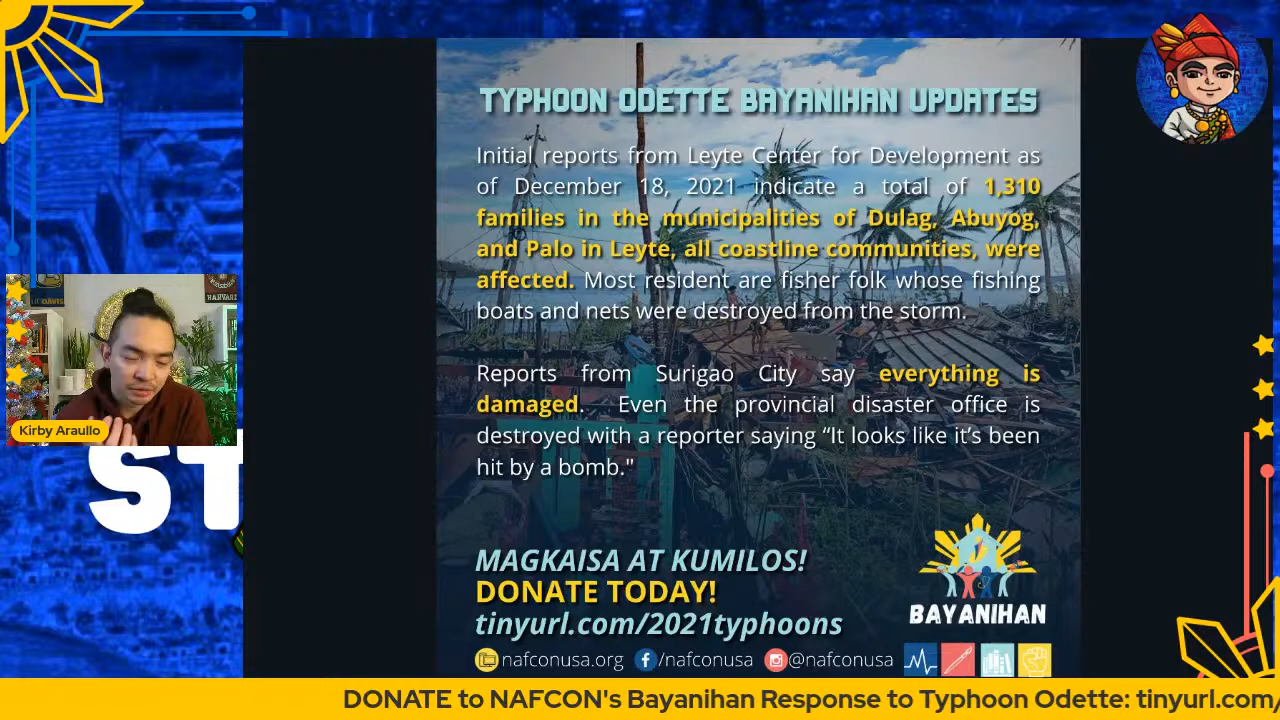 TYPHOON ODETTE BAYANIHAN UPDATES
Initial reports from Leyte Center for Development as
of December 18, 2021 indicate a total of 1,310
families in the municipalities of Dulag, Abuyog,
and Palo in Leyte, all coastline communities, were
affected. Most resident are fisher folk whose fishing
boats and nets were destroyed from the storm.
Reports from Surigao City say everything is
damaged. Even the provincial disaster office is
destroyed with a reporter saying “It looks like it’s been
hit by a bomb."
MAGKAISA AT KUMILOS!
DONATE TODAY!
tinyurl.com/2021typhoons
nafconusa.org /nafconusa @nafconusa
BAYANIHAN
UC DAVIS
HARVARD
Kirby Araullo
ST
DONATE to NAFCON's Bayanihan Response to Typhoon Odette: tinyurl.com/